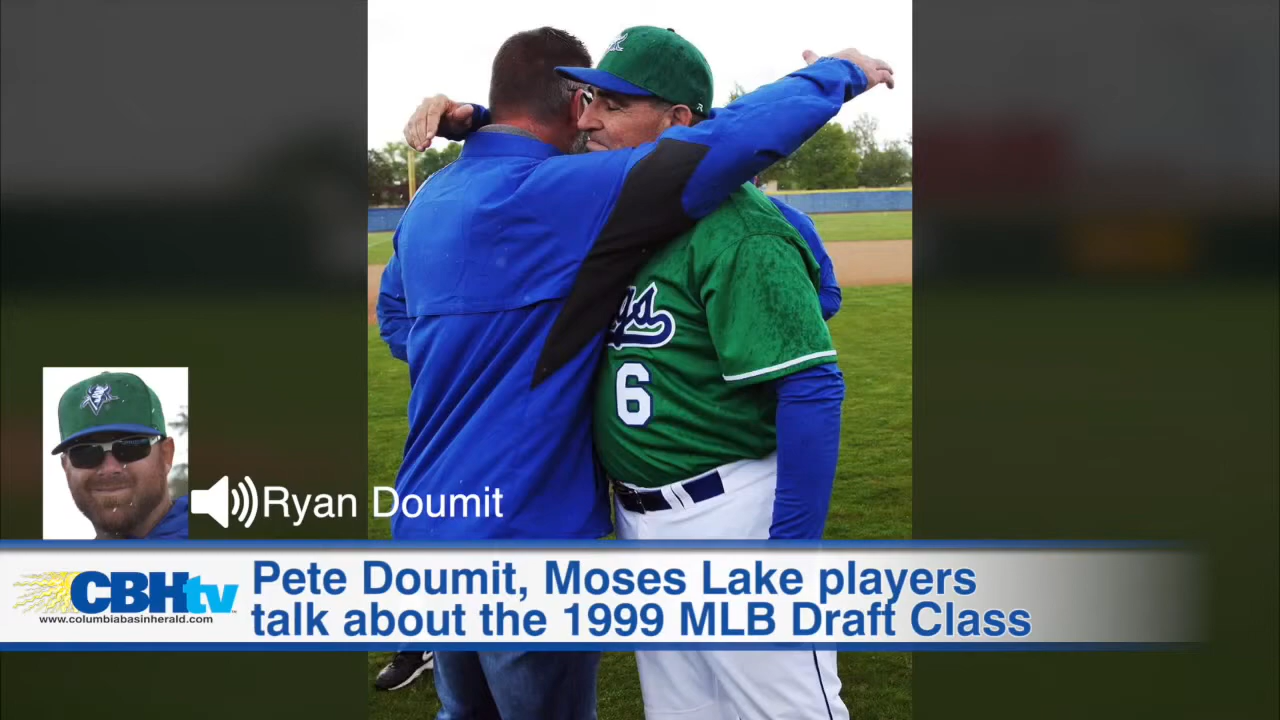 gs
6
Ryan Doumit
CBHtv
www.columbiabasinherald.com
Pete Doumit, Moses Lake players
talk about the 1999 MLB Draft Class